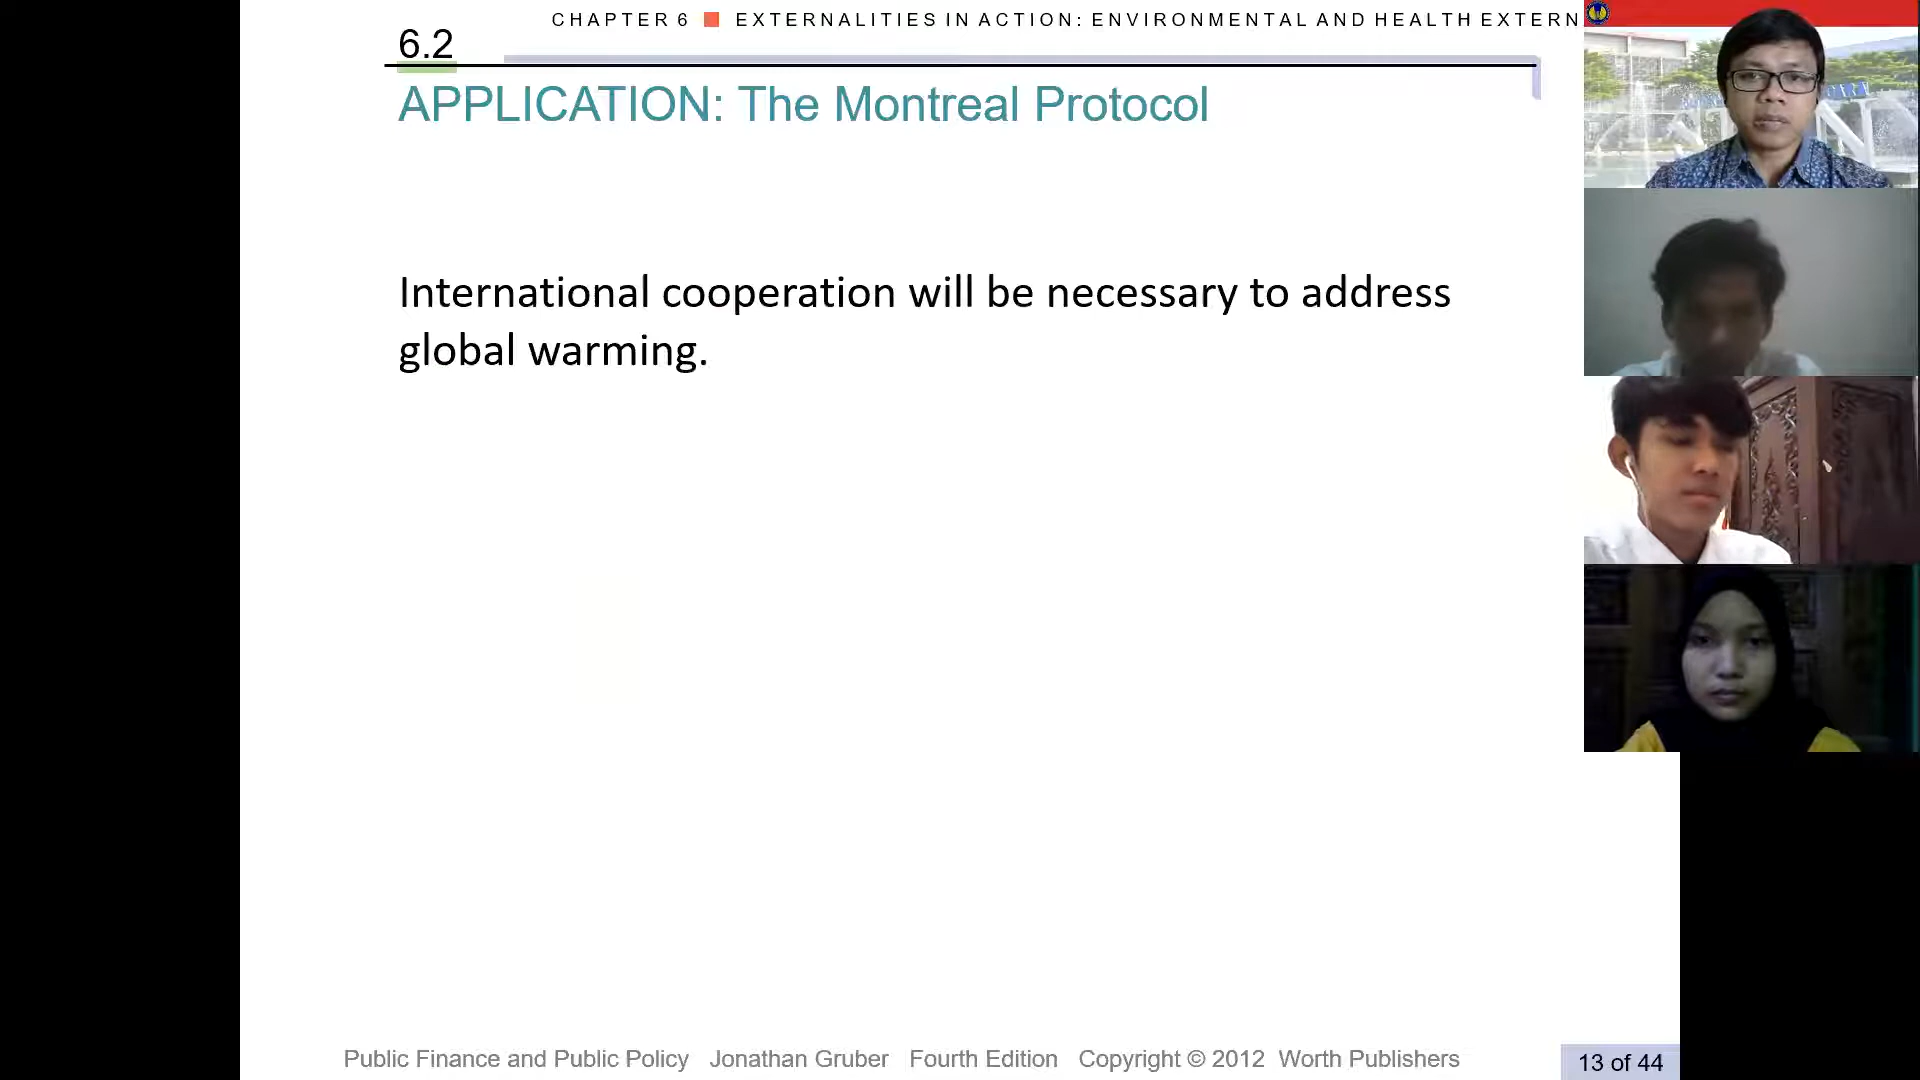 CHAPTER 6 ■ EXTERNALITIES IN ACTION: ENVIRONMENTAL AND HEALTH EXTERN
6.2
APPLICATION: The Montreal Protocol
International cooperation will be necessary to address
global warming.
Public Finance and Public Policy Jonathan Gruber Fourth Edition Copyright © 2012 Worth Publishers
13 of 44